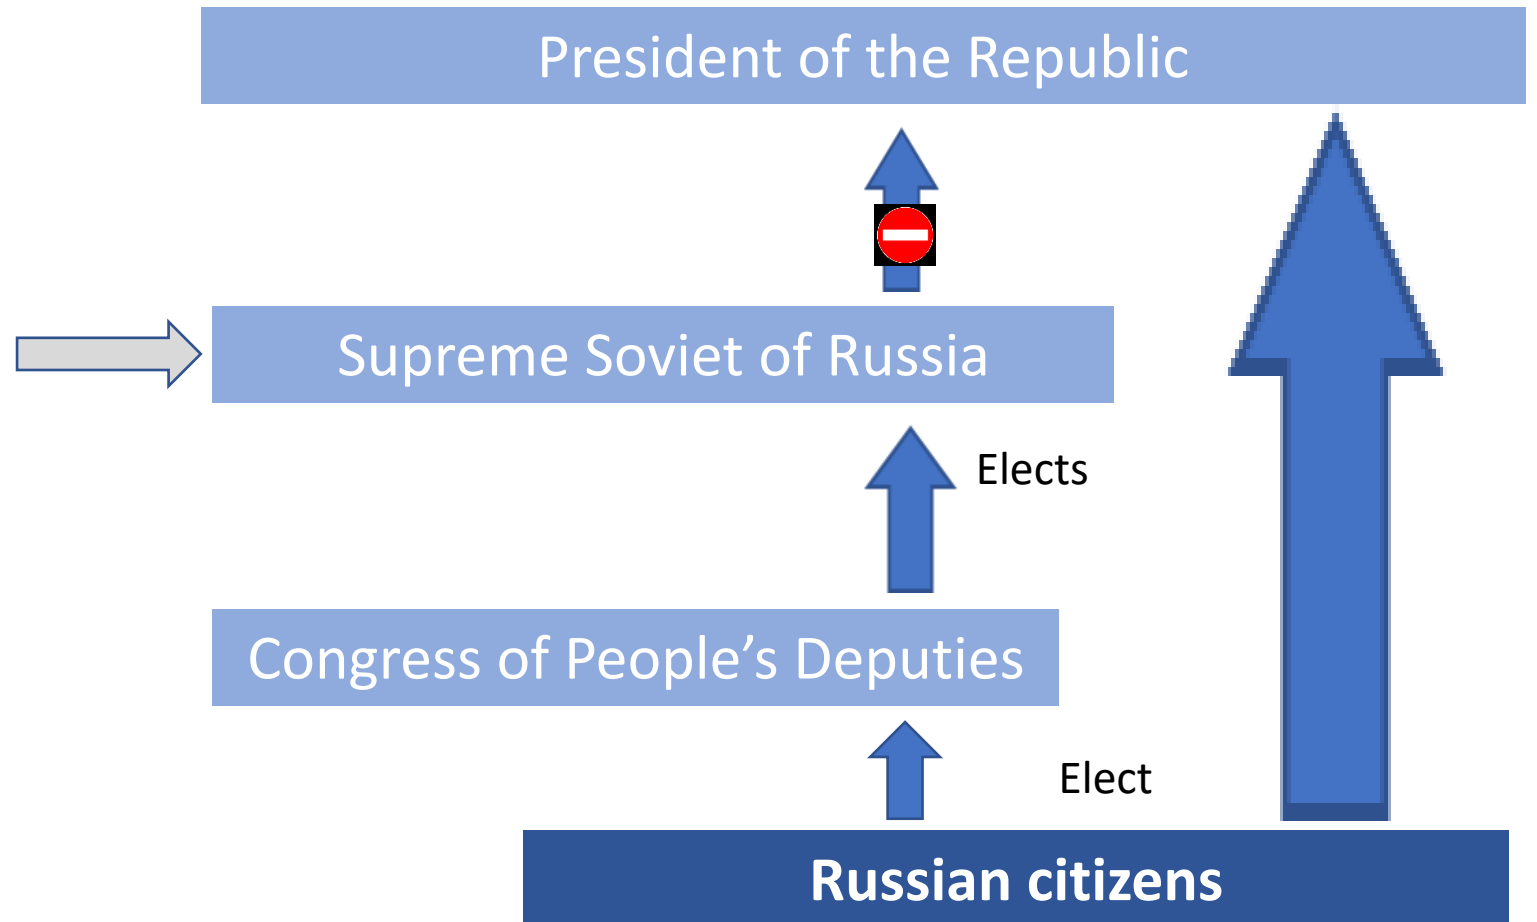 President of the Republic
Supreme Soviet of Russia
Elects
Congress of People’s Deputies
Elect
Russian citizens